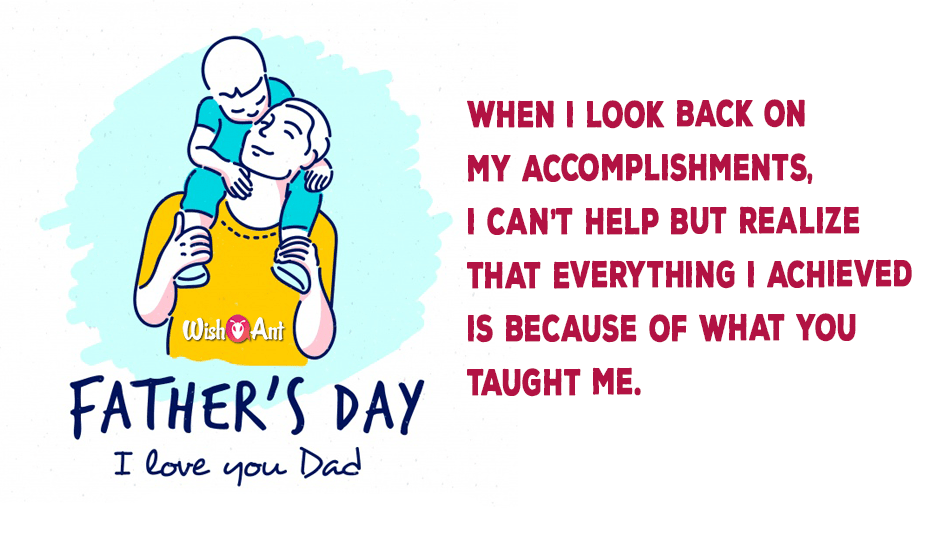 Wish Ant
FATHER'S DAY
I love you Dad
WHEN I LOOK BACK ON
MY ACCOMPLISHMENTS,
I CAN'T HELP BUT REALIZE
THAT EVERYTHING I ACHIEVED
IS BECAUSE OF WHAT YOU
TAUGHT ME.